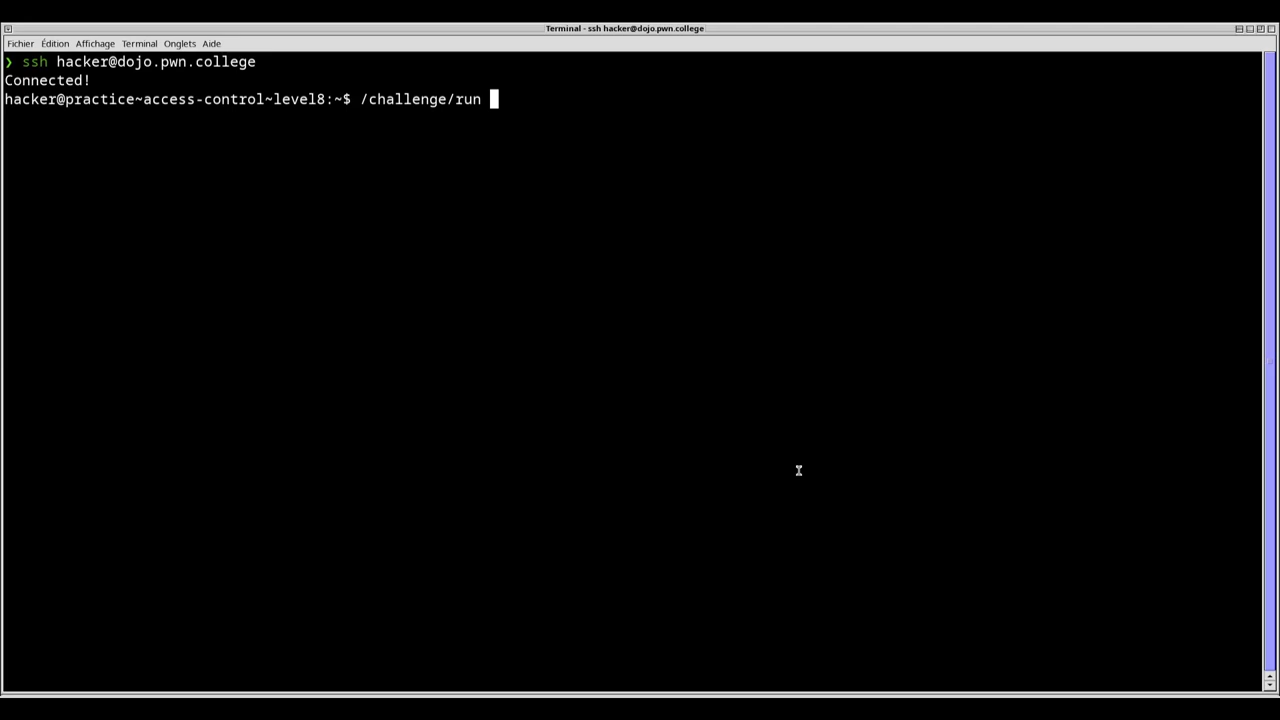 Terminal - ssh hacker@dojo.pwn.college
Fichier Édition Affichage Terminal Onglets Aide
❯ ssh hacker@dojo.pwn.college
Connected!
hacker@practice~access-control~level8:~$ /challenge/run